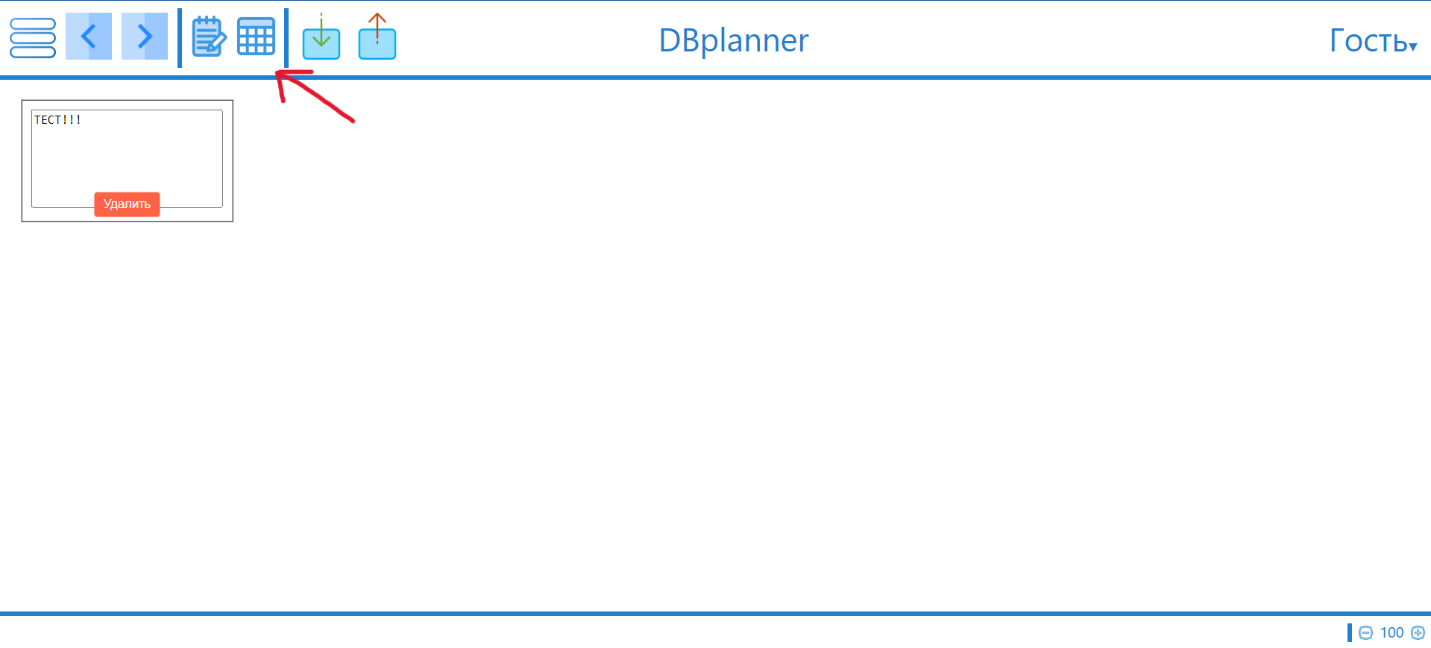 DBplanner
Гость
ТЕСТ!!!
Удалить
100